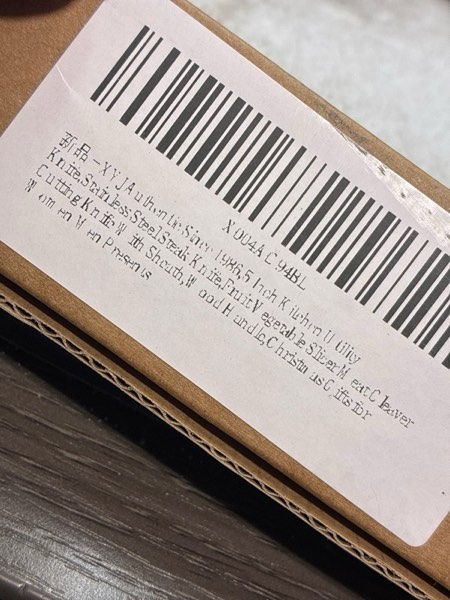 X004AC94BL
新品 - XYJ Authentic Since 1986,5 Inch Kitchen Utility
Knife,Stainless Steel Steak Knife,Fruit Vegetable Slicer Meat Cleaver
Cutting Knife With Sheath,Wood Handle,Christmas Gifts for
Women Men Presents